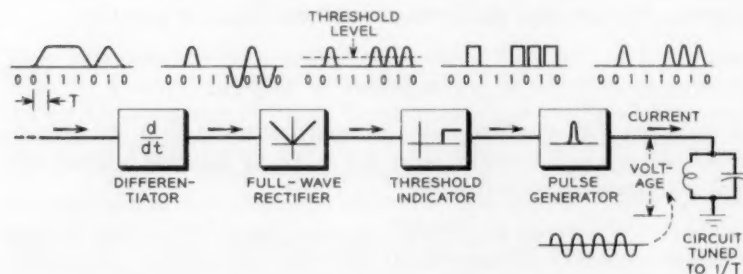 THRESHOLD
LEVEL
0 0 1 1 1 0 1 0
0 0 1 1 1 0 1 0
0 0 1 1 1 0 1 0
0 0 1 1 1 0 1 0
0 0 1 1 1 0 1 0
T
d
dt
CURRENT
DIFFEREN-
TIATOR
FULL-WAVE
RECTIFIER
THRESHOLD
INDICATOR
PULSE
GENERATOR
VOLT-
AGE
CIRCUIT
TUNED
TO 1/T